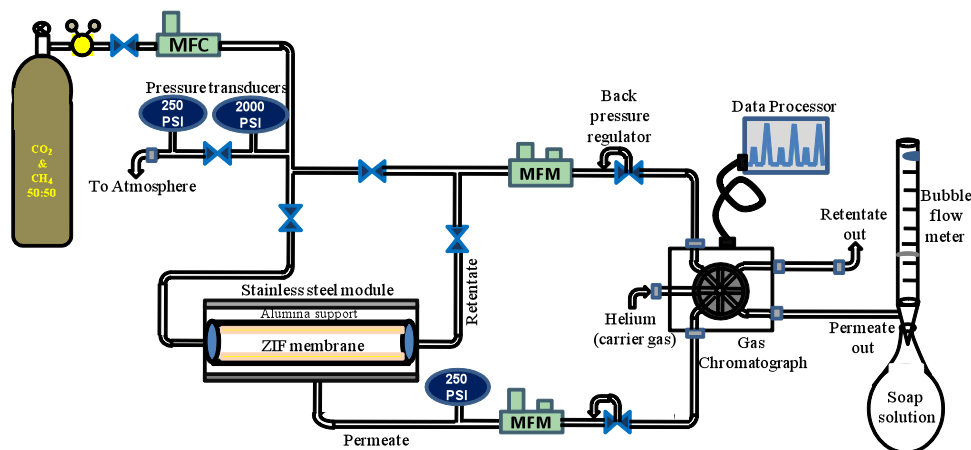 MFC
Pressure transducers
250
PSI
2000
PSI
CO2
&
CH4
50:50
To Atmosphere
Back
pressure
regulator
Data Processor
MFM
Bubble
flow
meter
Retentate
out
Retentate
Stainless steel module
Alumina support
ZIF membrane
Helium
(carrier gas)
Gas
Chromatograph
Permeate
out
250
PSI
MFM
Permeate
Soap
solution